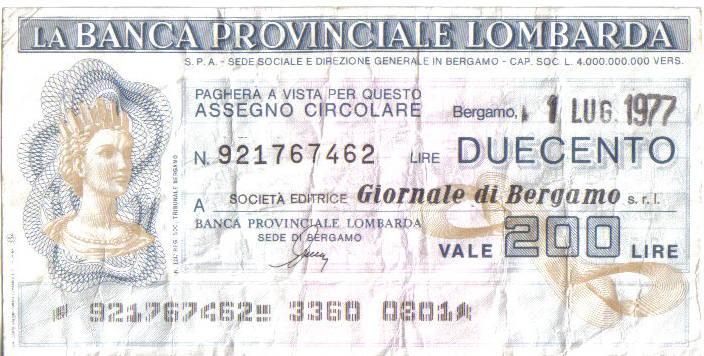 LA BANCA PROVINCIALE LOMBARDA
S.P.A. - SEDE SOCIALE E DIREZIONE GENERALE IN BERGAMO - CAP. SOC. L. 4.000.000.000 VERS.
PAGHERÀ A VISTA PER QUESTO
ASSEGNO CIRCOLARE
Bergamo, 1 LUG. 1977
N. 921767462 LIRE DUECENTO
A SOCIETÀ EDITRICE Giornale di Bergamo s.r.l.
BANCA PROVINCIALE LOMBARDA
SEDE DI BERGAMO
VALE 200 LIRE
921767462 3360 0801